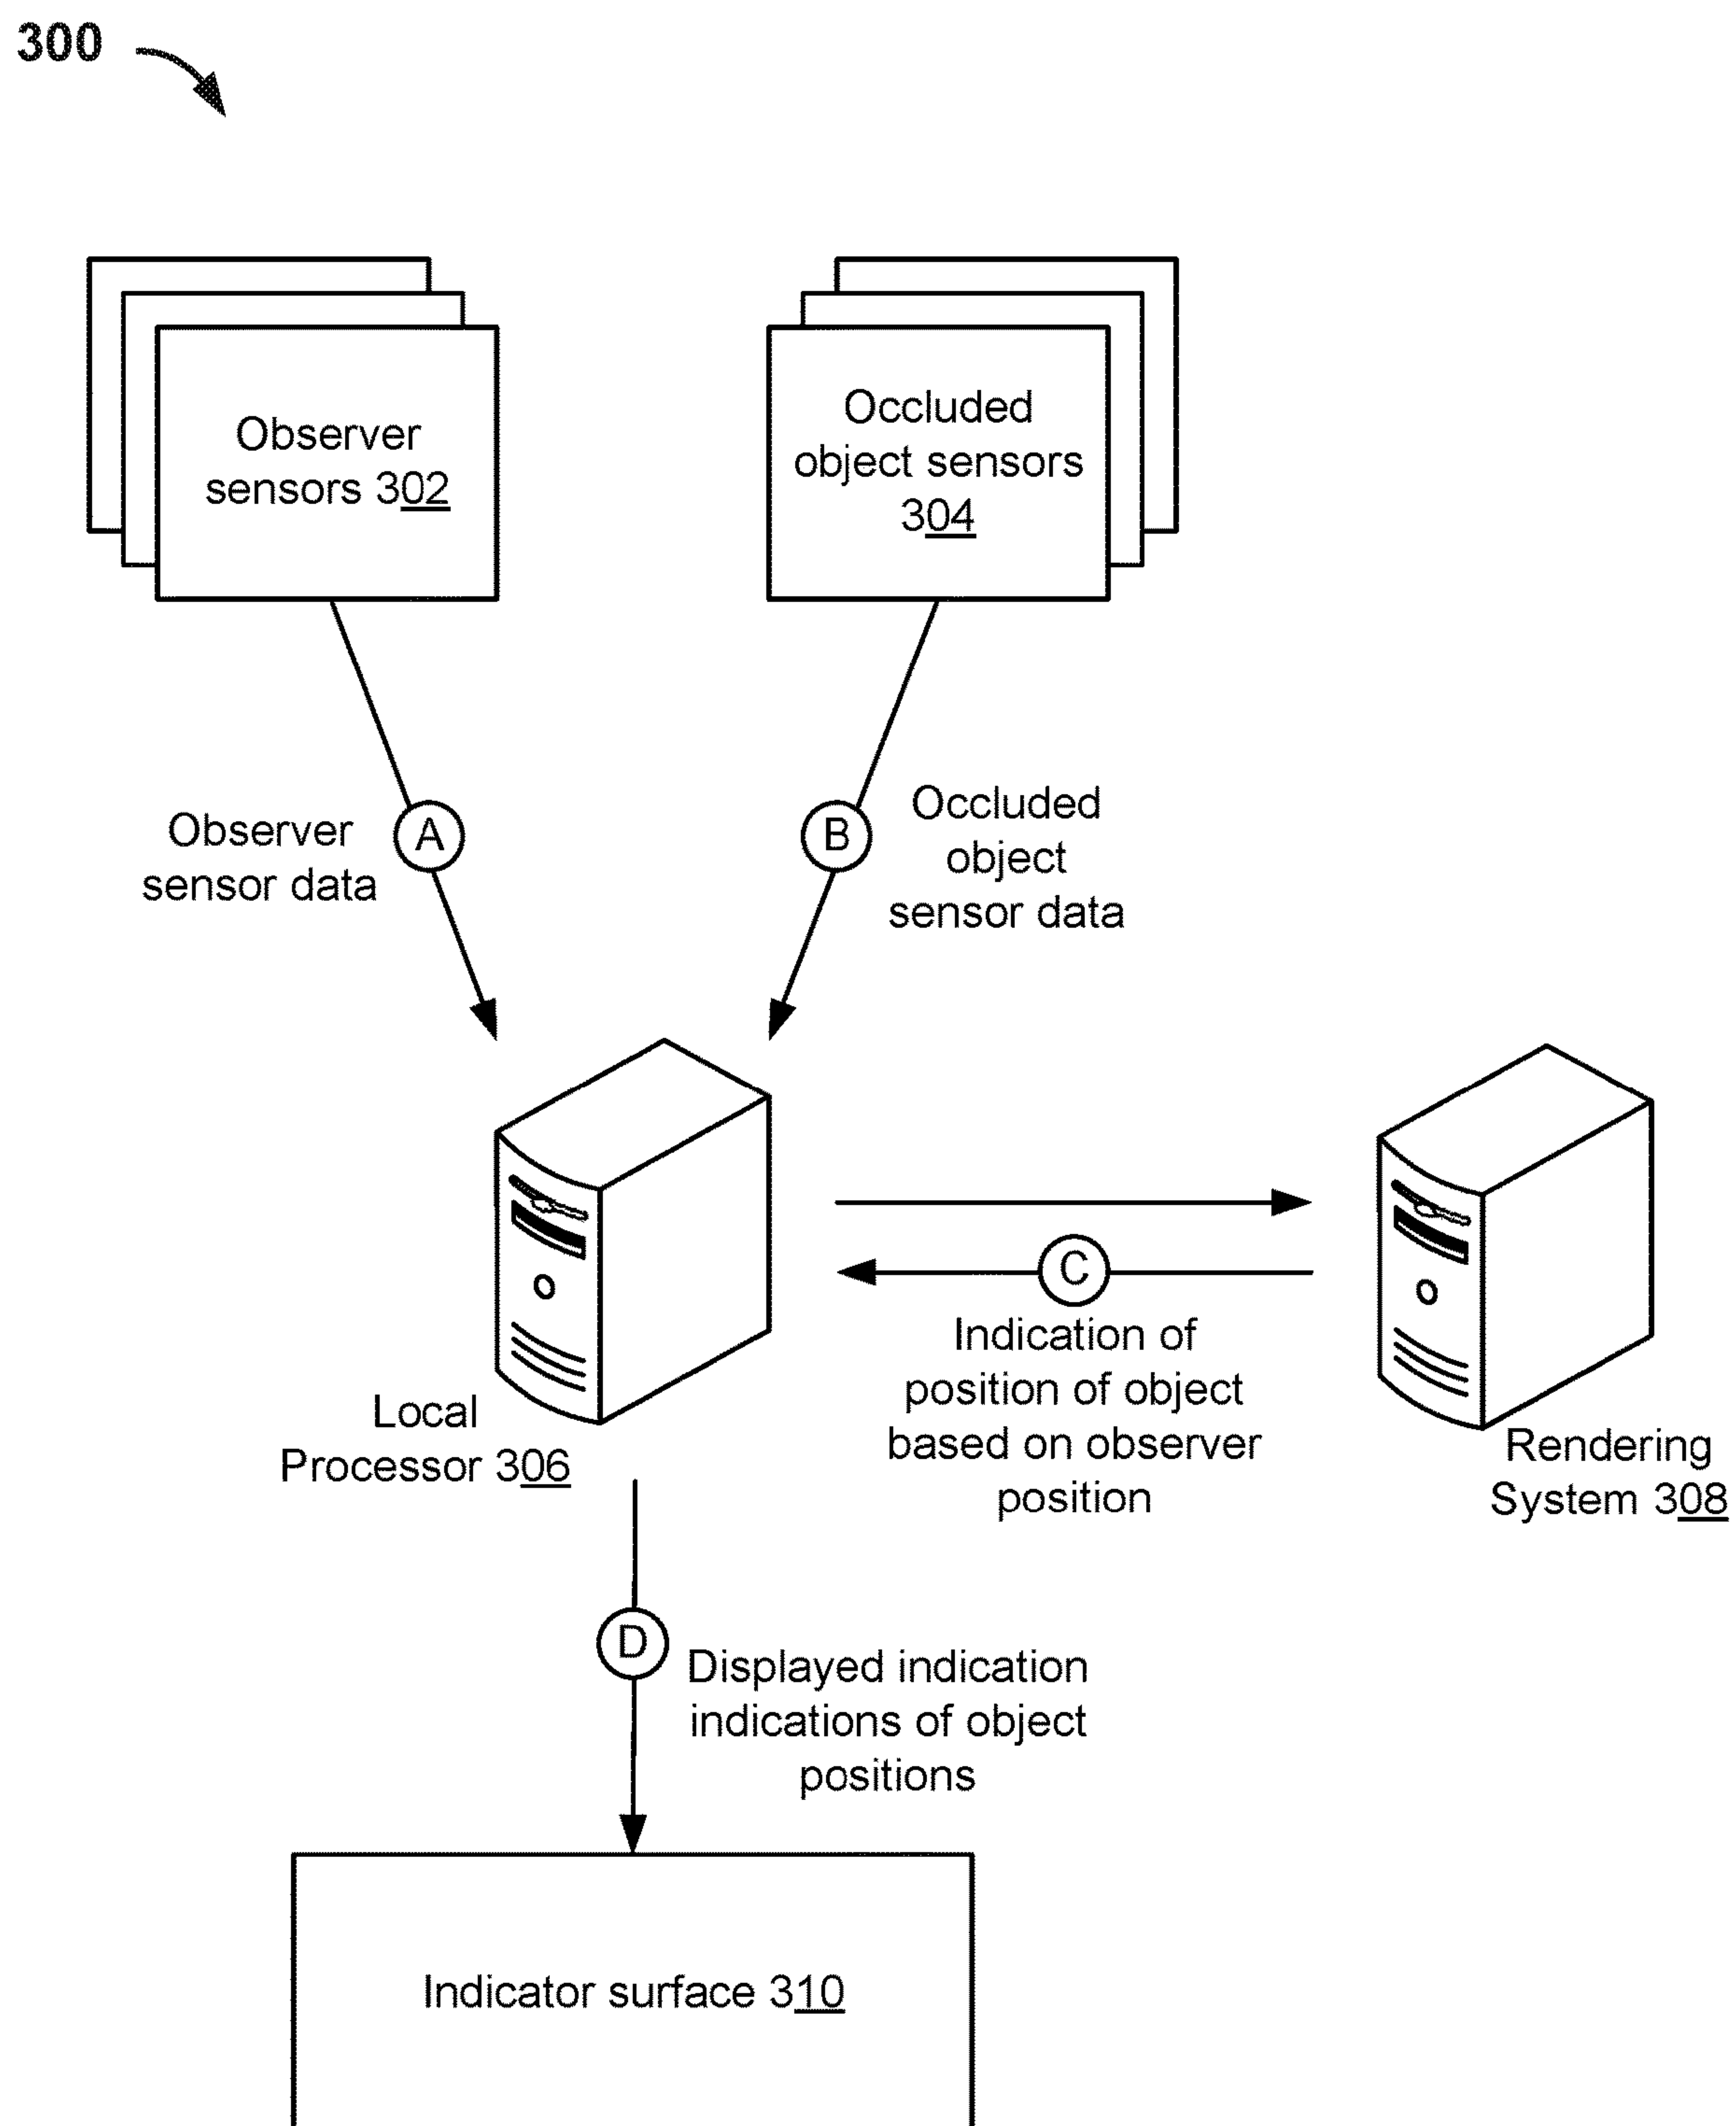 300
Observer
sensors 302
Occluded
object sensors
304
Observer
sensor data
A
B
Occluded
object
sensor data
C
Indication of
position of object
based on observer
position
Local
Processor 306
Rendering
System 308
D
Displayed indication
indications of object
positions
Indicator surface 310